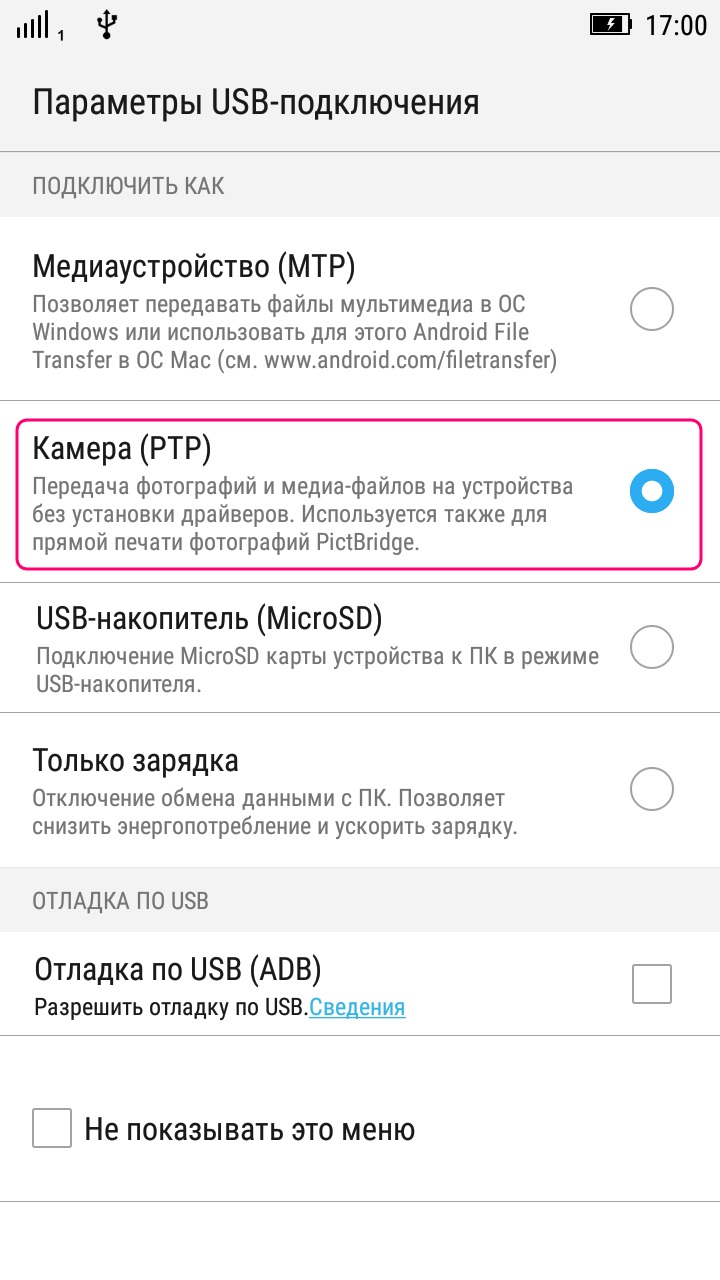 1 17:00
Параметры USB-подключения
ПОДКЛЮЧИТЬ КАК
Медиаустройство (MTP)
Позволяет передавать файлы мультимедиа в ОС
Windows или использовать для этого Android File
Transfer в ОС Mac (см. www.android.com/filetransfer)
Камера (PTP)
Передача фотографий и медиа-файлов на устройства
без установки драйверов. Используется также для
прямой печати фотографий PictBridge.
USB-накопитель (MicroSD)
Подключение MicroSD карты устройства к ПК в режиме
USB-накопителя.
Только зарядка
Отключение обмена данными с ПК. Позволяет
снизить энергопотребление и ускорить зарядку.
ОТЛАДКА ПО USB
Отладка по USB (ADB)
Разрешить отладку по USB.Сведения
Не показывать это меню